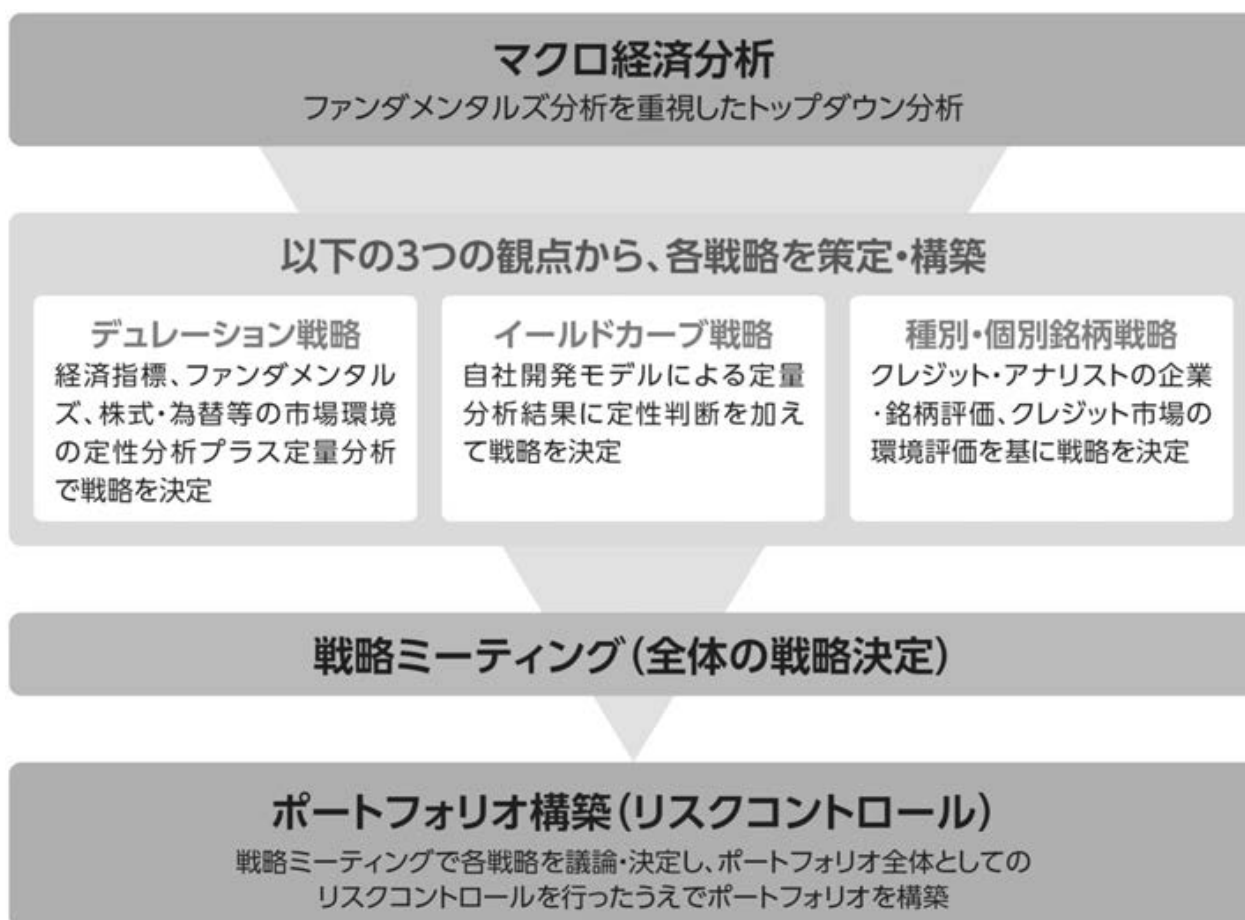 マクロ経済分析
ファンダメンタルズ分析を重視したトップダウン分析
以下の3つの観点から、各戦略を策定・構築
デュレーション戦略
経済指標、ファンダメンタル
ズ、株式・為替等の市場環境
の定性分析プラス定量分析
で戦略を決定
イールドカーブ戦略
自社開発モデルによる定量
分析結果に定性判断を加え
て戦略を決定
種別・個別銘柄戦略
クレジット・アナリストの企業
・銘柄評価、クレジット市場の
環境評価を基に戦略を決定
戦略ミーティング(全体の戦略決定)
ポートフォリオ構築(リスクコントロール)
戦略ミーティングで各戦略を議論・決定し、ポートフォリオ全体としての
リスクコントロールを行ったうえでポートフォリオを構築